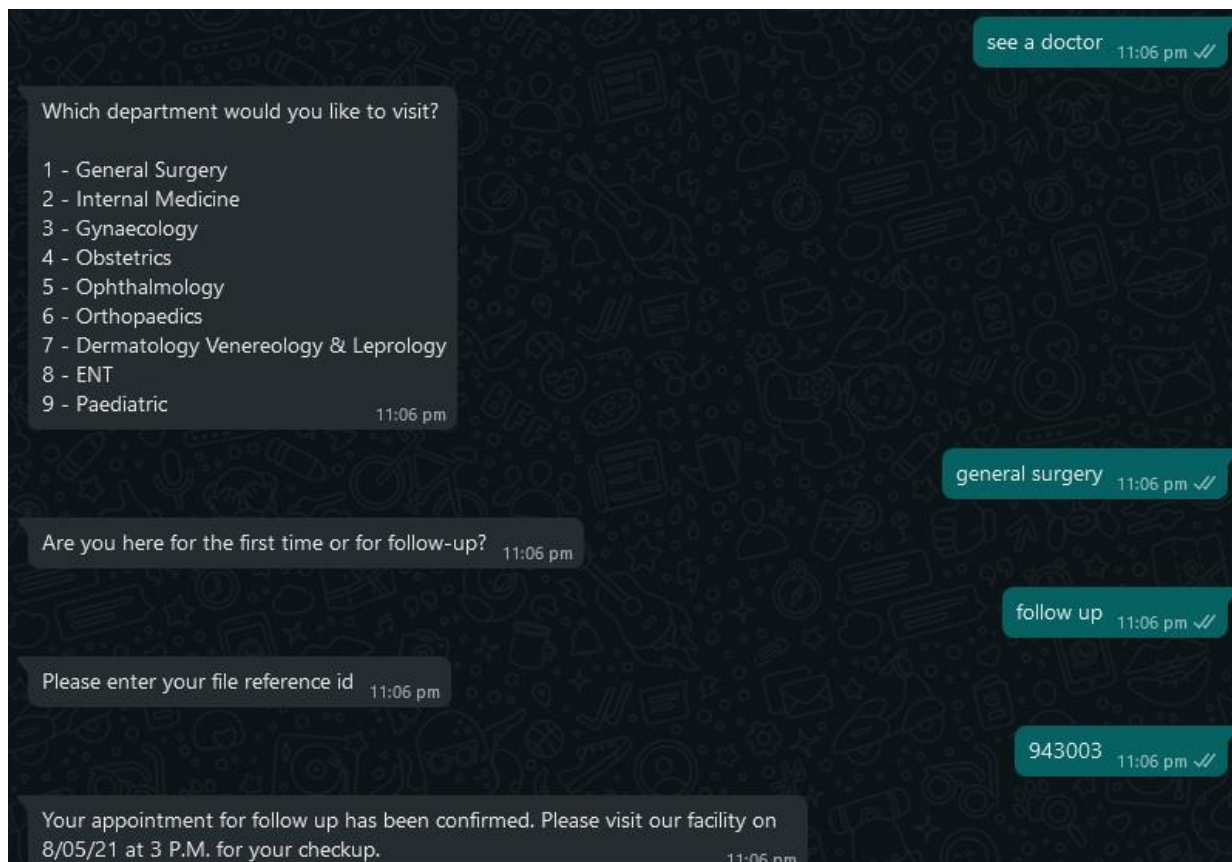 see a doctor 11:06 pm
Which department would you like to visit?
1 - General Surgery
2 - Internal Medicine
3 - Gynaecology
4 - Obstetrics
5 - Ophthalmology
6 - Orthopaedics
7 - Dermatology Venereology & Leprology
8 - ENT
9 - Paediatric
11:06 pm
general surgery 11:06 pm
Are you here for the first time or for follow-up? 11:06 pm
follow up 11:06 pm
Please enter your file reference id 11:06 pm
943003 11:06 pm
Your appointment for follow up has been confirmed. Please visit our facility on
8/05/21 at 3 P.M. for your checkup.
11:06 pm